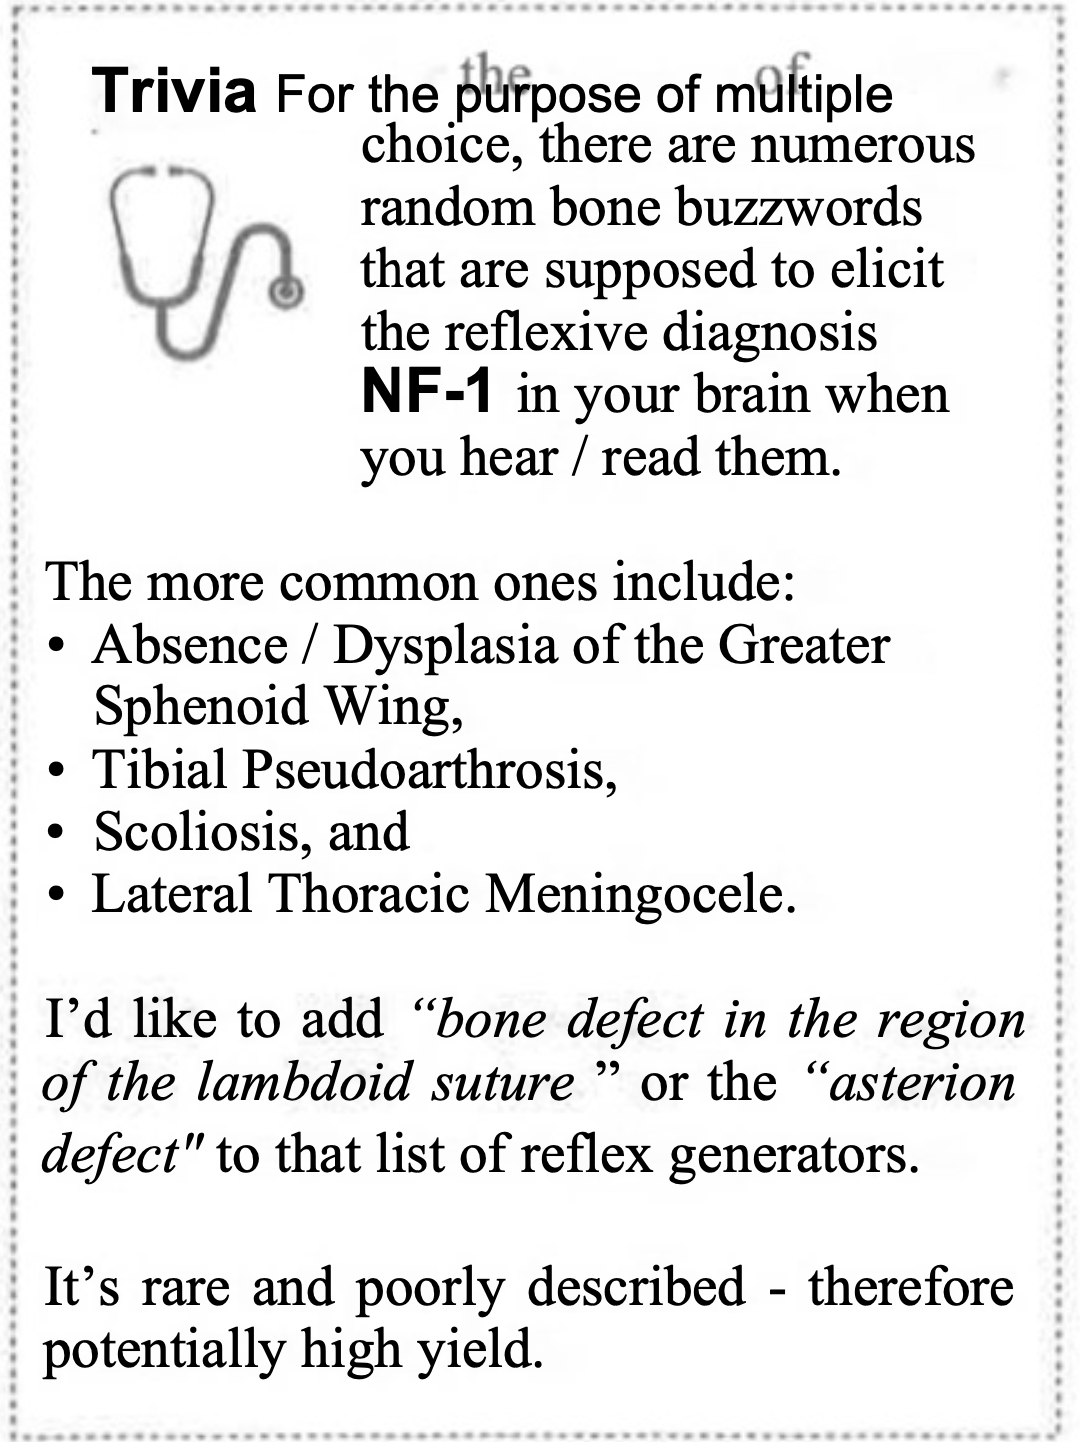 the of
Trivia For the purpose of multiple
choice, there are numerous
random bone buzzwords
that are supposed to elicit
the reflexive diagnosis
NF-1 in your brain when
you hear / read them.
The more common ones include:
• Absence / Dysplasia of the Greater
Sphenoid Wing,
• Tibial Pseudoarthrosis,
• Scoliosis, and
• Lateral Thoracic Meningocele.
I’d like to add “bone defect in the region
of the lambdoid suture ” or the “asterion
defect" to that list of reflex generators.
It’s rare and poorly described - therefore
potentially high yield.